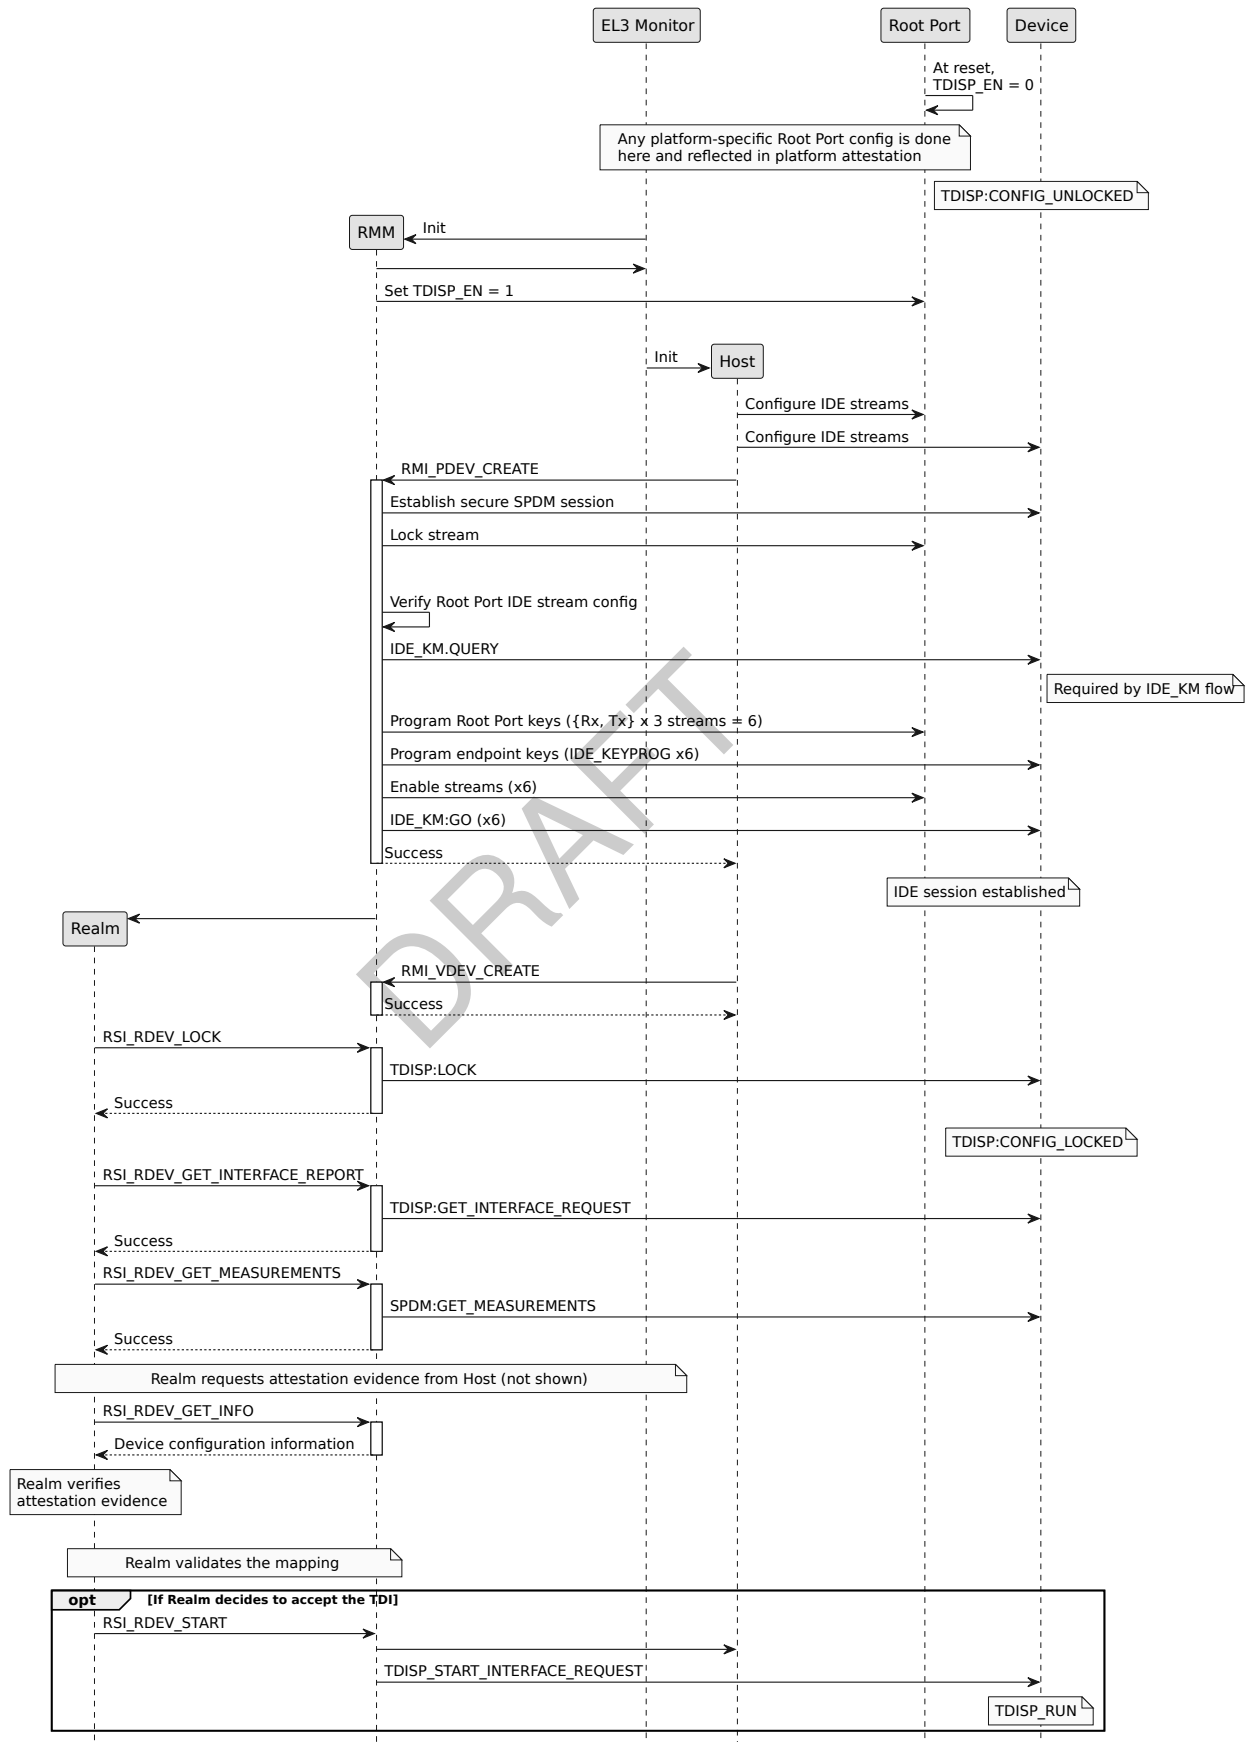 EL3 Monitor
Root Port
Device
At reset,
TDISP_EN = 0
Any platform-specific Root Port config is done
here and reflected in platform attestation
TDISP:CONFIG_UNLOCKED
RMM
Init
Set TDISP_EN = 1
Init
Host
Configure IDE streams
Configure IDE streams
RMI_PDEV_CREATE
Establish secure SPDM session
Lock stream
Verify Root Port IDE stream config
IDE_KM.QUERY
Required by IDE_KM flow
Program Root Port keys ({Rx, Tx} x 3 streams = 6)
Program endpoint keys (IDE_KEYPROG x6)
Enable streams (x6)
IDE_KM:GO (x6)
Success
IDE session established
Realm
RMI_VDEV_CREATE
Success
RSI_RDEV_LOCK
TDISP:LOCK
Success
TDISP:CONFIG_LOCKED
RSI_RDEV_GET_INTERFACE_REPORT
TDISP:GET_INTERFACE_REQUEST
Success
RSI_RDEV_GET_MEASUREMENTS
SPDM:GET_MEASUREMENTS
Success
Realm requests attestation evidence from Host (not shown)
RSI_RDEV_GET_INFO
Device configuration information
Realm verifies
attestation evidence
Realm validates the mapping
opt [If Realm decides to accept the TDI]
RSI_RDEV_START
TDISP_START_INTERFACE_REQUEST
TDISP_RUN
DRAFT